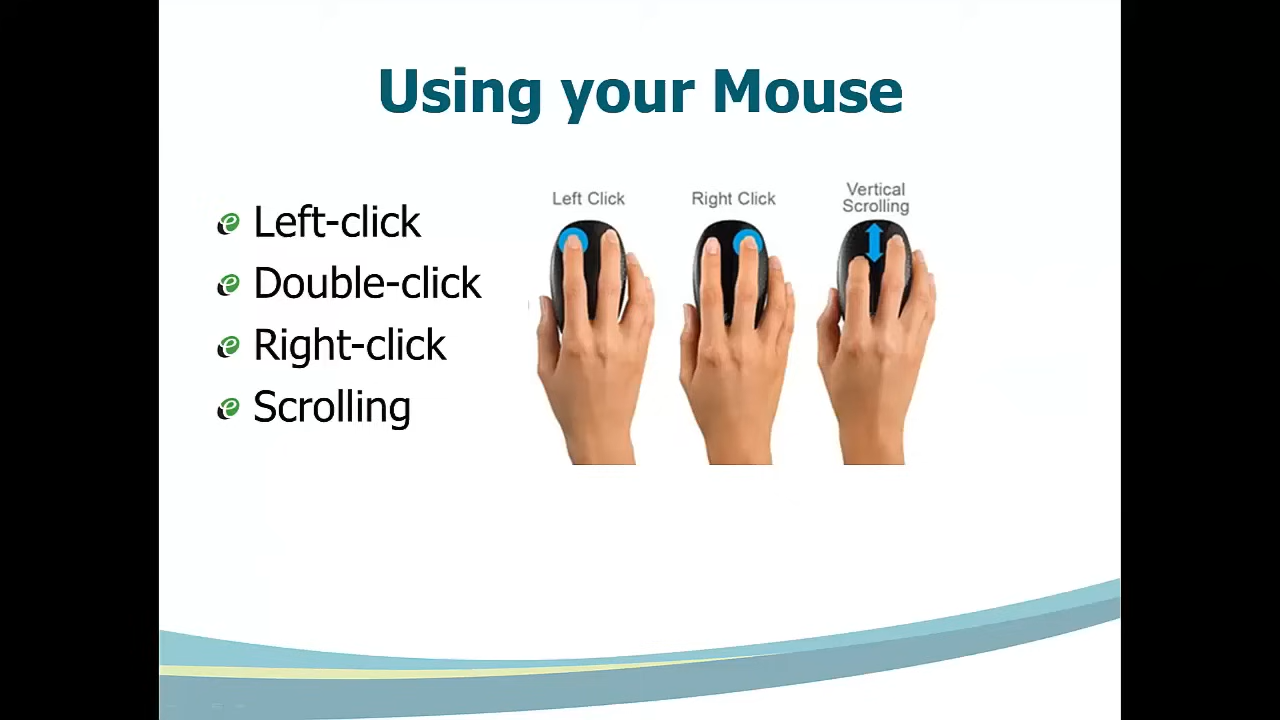 Using your Mouse
Left-click
Double-click
Right-click
Scrolling
Left Click
Right Click
Vertical
Scrolling